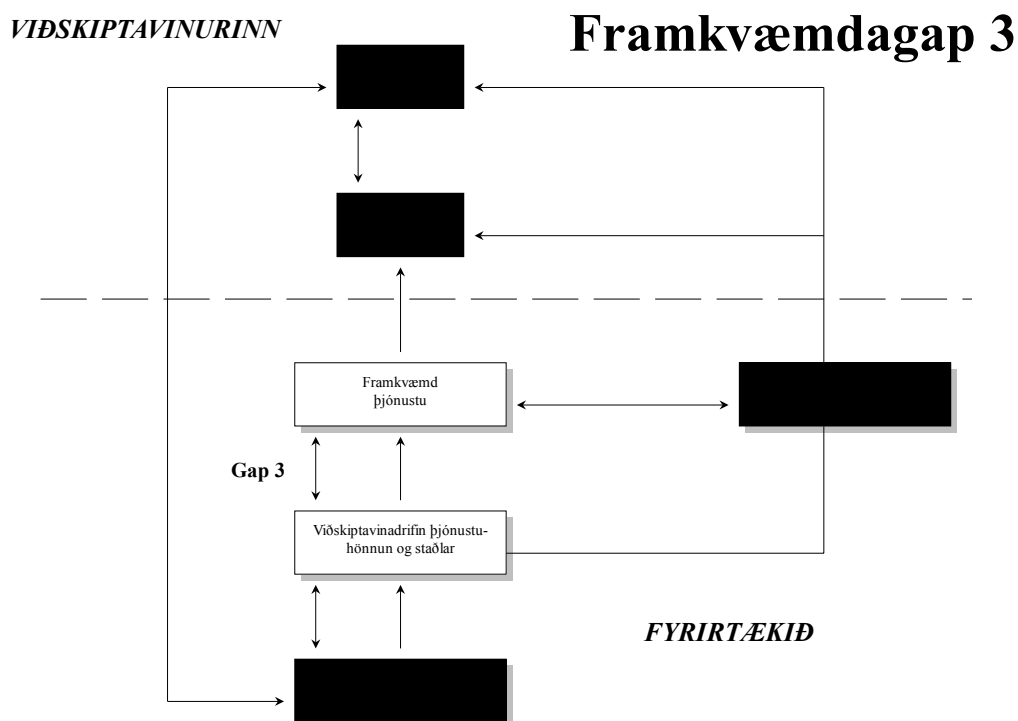 VIÐSKIPTAVINURINN
Framkvæmdagap 3
Framkvæmd
þjónustu
Gap 3
Viðskiptavinadrifin þjónustu-
hönnun og staðlar
FYRIRTÆKIÐ